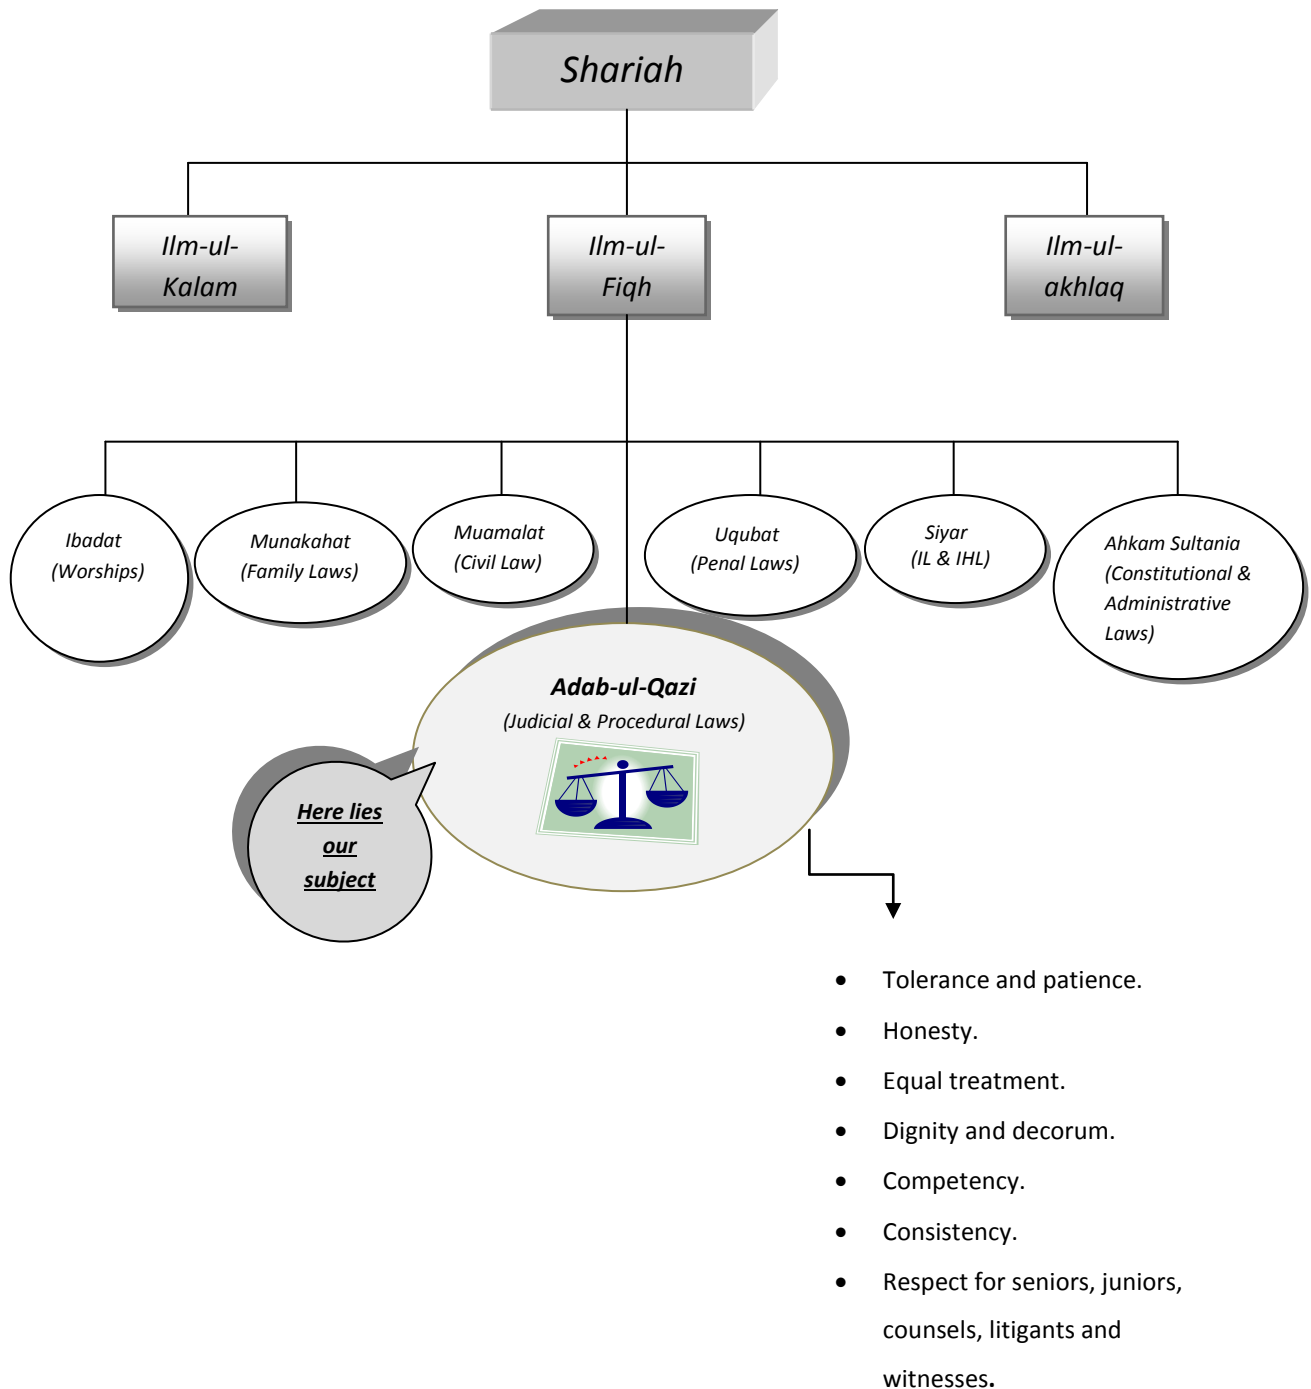 Shariah
Ilm-ul-
Kalam
Ilm-ul-
Fiqh
Ilm-ul-
akhlaq
Ibadat
(Worships)
Munakahat
(Family Laws)
Muamalat
(Civil Law)
Uqubat
(Penal Laws)
Siyar
(IL & IHL)
Ahkam Sultania
(Constitutional &
Administrative
Laws)
Adab-ul-Qazi
(Judicial & Procedural Laws)
Here lies
our
subject
• Tolerance and patience.
• Honesty.
• Equal treatment.
• Dignity and decorum.
• Competency.
• Consistency.
• Respect for seniors, juniors,
counsels, litigants and
witnesses.